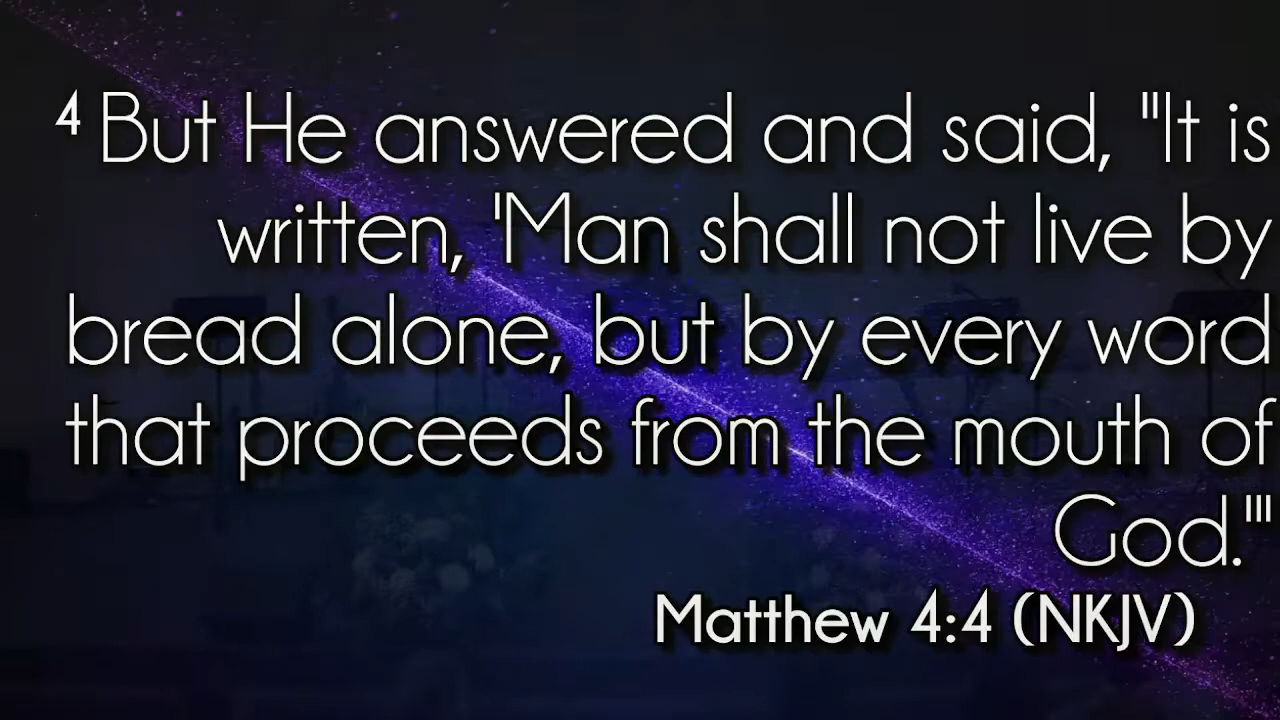 4 But He answered and said, "It is
written, 'Man shall not live by
bread alone, but by every word
that proceeds from the mouth of
God.'"
Matthew 4:4 (NKJV)